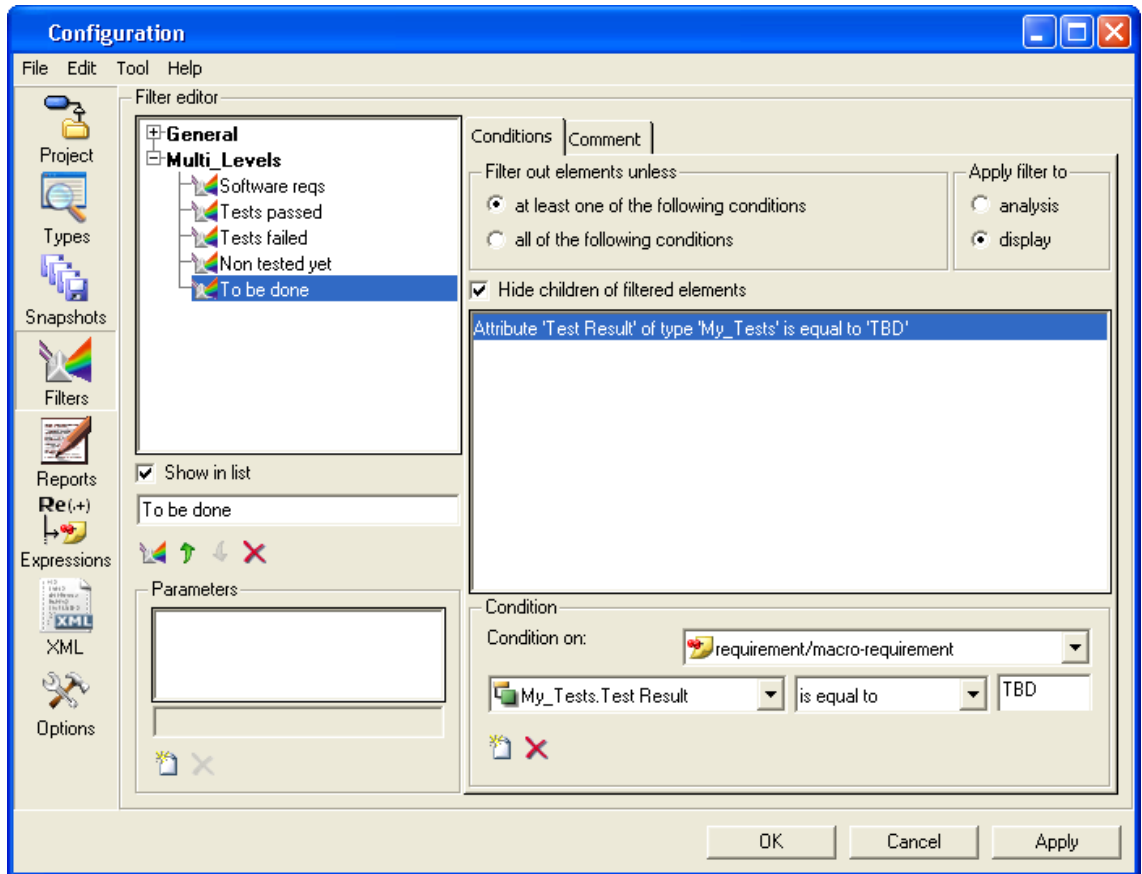 Configuration
File Edit Tool Help
Project
Types
Snapshots
Filters
Reports
Re(.+)
Expressions
XML
XML
Options
Filter editor
General
Multi_Levels
Software reqs
Tests passed
Tests failed
Non tested yet
To be done
Show in list
To be done
Parameters
Conditions Comment
Filter out elements unless
at least one of the following conditions
all of the following conditions
Apply filter to
analysis
display
Hide children of filtered elements
Attribute 'Test Result' of type 'My_Tests' is equal to 'TBD'
Condition
Condition on: requirement/macro-requirement
My_Tests.Test Result is equal to TBD
OK Cancel Apply